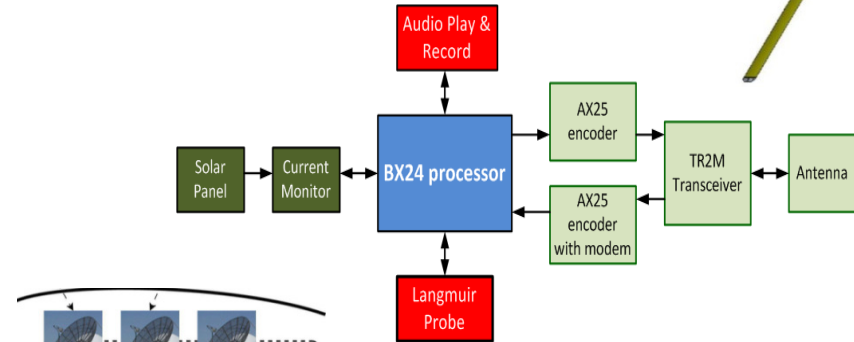 Audio Play &
Record
AX25
encoder
Solar
Panel
Current
Monitor
BX24 processor
TR2M
Transceiver
Antenna
AX25
encoder
with modem
Langmuir
Probe